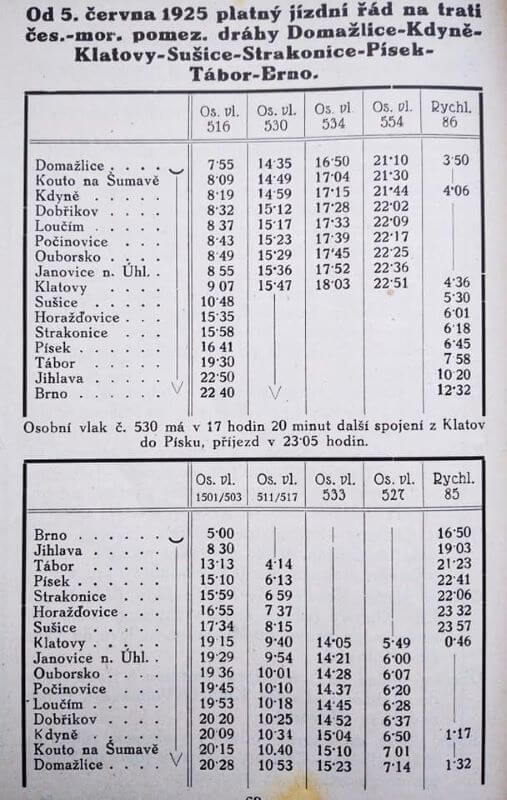 Od 5. června 1925 platný jízdní řád na trati
čes.-mor. pomez. dráhy Domažlice-Kdyně-
Klatovy-Sušice-Strakonice-Písek-
Tábor-Brno.
Os. vl. 516 Os. vl. 530 Os. vl. 534 Os. vl. 554 Rychl. 86
Domažlice . . . . 7·55 14·35 16·50 21·10 3·50
Kouto na Šumavě 8·09 14·49 17·04 21·30
Kdyně . . . . . 8·19 14·59 17·15 21·44 4·06
Dobřikov . . . . 8·32 15·12 17·28 22·02
Loučím . . . . . 8 37 15·17 17·33 22·09
Počinovice . . . . 8·43 15·23 17·39 22·17
Ouborsko . . . . 8·49 15·29 17·45 22·25
Janovice n. Úhl. . 8 55 15·36 17·52 22·36
Klatovy . . . . . 9 07 15·47 18·03 22·51 4·36
Sušice . . . . . 10·48 5·30
Horažďovice . . . 15·35 6·01
Strakonice . . . . 15·58 6·18
Písek . . . . . . 16 41 6·45
Tábor . . . . . . 19·30 7 58
Jihlava . . . . . 22·50 10 20
Brno . . . . . . 22 40 12·32
Osobní vlak č. 530 má v 17 hodin 20 minut další spojení z Klatov
do Písku, příjezd v 23·05 hodin.
Os. vl. 1501/503 Os. vl. 511/517 Os. vl. 533 Os. vl. 527 Rychl. 85
Brno . . . . . . 5·00 16·50
Jihlava . . . . . 8 30 19·03
Tábor . . . . . . 13·13 4·14 21·23
Písek . . . . . . 15·10 6·13 22·41
Strakonice . . . . 15·59 6 59 22·06
Horažďovice . . . 16·55 7 37 23 32
Sušice . . . . . 17·34 8·15 23 57
Klatovy . . . . . 19 15 9·40 14·05 5·49 0·46
Janovice n. Úhl. . 19·29 9·54 14·21 6·00
Ouborsko . . . . 19 36 10·01 14·28 6·07
Počinovice . . . . 19·45 10·10 14.37 6·20
Loučím . . . . . 19·53 10·18 14·45 6·28
Dobřikov . . . . 20 20 10·25 14 52 6·37
Kdyně . . . . . 20·09 10·34 15·04 6·50 1·17
Kouto na Šumavě 20·15 10.40 15·10 7 01
Domažlice . . . . 20·28 10 53 15·23 7·14 1·32